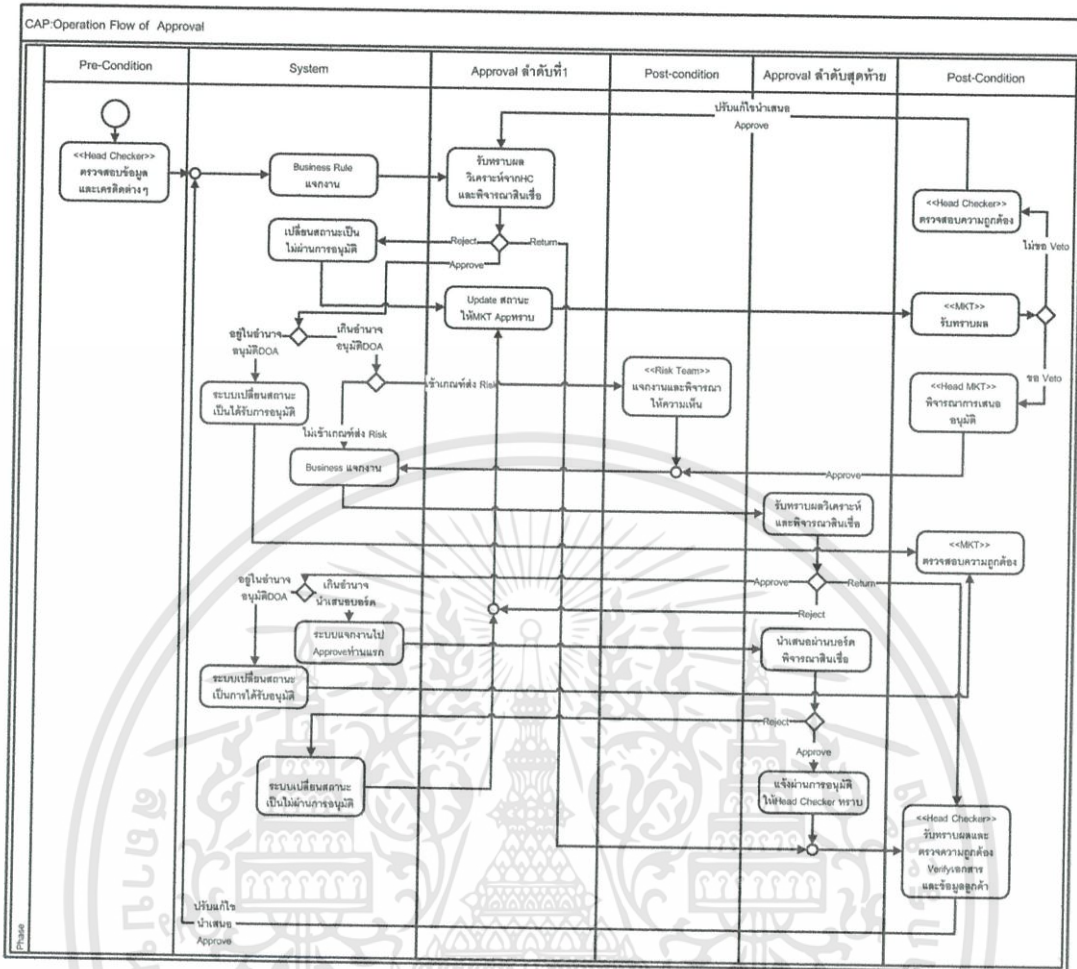 CAP:Operation Flow of Approval
Pre-Condition
System
Approval ลำดับที่1
Post-condition
Approval ลำดับสุดท้าย
Post-Condition
ปรับแก้ไขนำเสนอ
Approve
<<Head Checker>>
ตรวจสอบข้อมูล
และเครดิตต่างๆ
Business Rule
แจกงาน
รับทราบผล
วิเคราะห์จากHC
และพิจารณาสินเชื่อ
<<Head Checker>>
ตรวจสอบความถูกต้อง
เปลี่ยนสถานะเป็น
ไม่ผ่านการอนุมัติ
Reject
Return
Approve
ไม่ขอ Veto
Update สถานะ
ให้MKT Appทราบ
<<MKT>>
รับทราบผล
อยู่ในอำนาจ
อนุมัติDOA
เกินอำนาจ
อนุมัติDOA
ขอ Veto
ระบบเปลี่ยนสถานะ
เป็นได้รับการอนุมัติ
เข้าเกณฑ์ส่ง Risk
<<Risk Team>>
แจกงานและพิจารณา
ให้ความเห็น
<<Head MKT>>
พิจารณาการเสนอ
อนุมัติ
ไม่เข้าเกณฑ์ส่ง Risk
Business แจกงาน
Approve
รับทราบผลวิเคราะห์
และพิจารณาสินเชื่อ
<<MKT>>
ตรวจสอบความถูกต้อง
อยู่ในอำนาจ
อนุมัติDOA
เกินอำนาจ
นำเสนอบอร์ด
Approve
Return
Reject
ระบบแจกงานไป
Approveท่านแรก
นำเสนอผ่านบอร์ด
พิจารณาสินเชื่อ
ระบบเปลี่ยนสถานะ
เป็นการได้รับอนุมัติ
Reject
Approve
ระบบเปลี่ยนสถานะ
เป็นไม่ผ่านการอนุมัติ
แจ้งผ่านการอนุมัติ
ให้Head Checker ทราบ
<<Head Checker>>
รับทราบผลและ
ตรวจความถูกต้อง
Verifyเอกสาร
และข้อมูลลูกค้า
ปรับแก้ไข
นำเสนอ
Approve
Phase